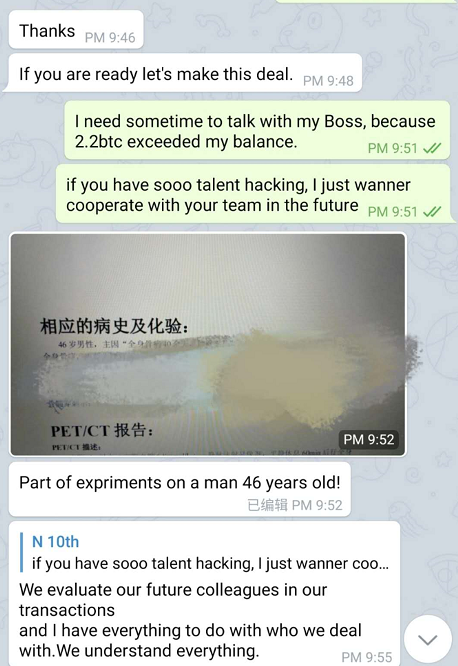 Thanks PM 9:46
If you are ready let's make this deal. PM 9:48
I need sometime to talk with my Boss, because
2.2btc exceeded my balance. PM 9:51
if you have sooo talent hacking, I just wanner
cooperate with your team in the future PM 9:51
相应的病史及化验：
46岁男性，主因“全身
PET/CT 报告：
PET/CT 描述：
PM 9:52
Part of expriments on a man 46 years old!
已编辑 PM 9:52
N 10th
if you have sooo talent hacking, I just wanner coo...
We evaluate our future colleagues in our
transactions
and I have everything to do with who we deal
with.We understand everything. PM 9:55